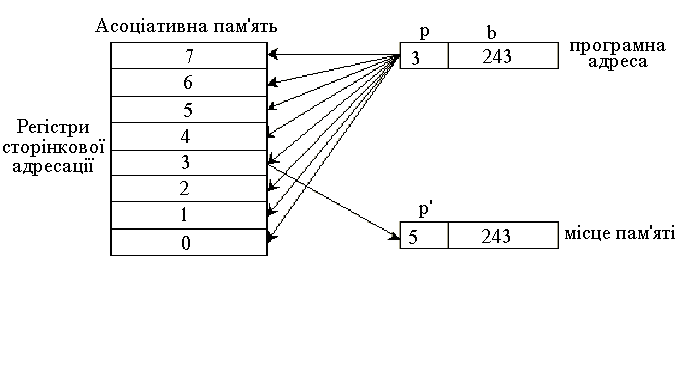 Асоціативна пам'ять
p b
7 3 243 програмна
адреса
6
5
Регістри
сторінкової
адресації
4
3
2
1
0
p'
5 243 місце пам'яті